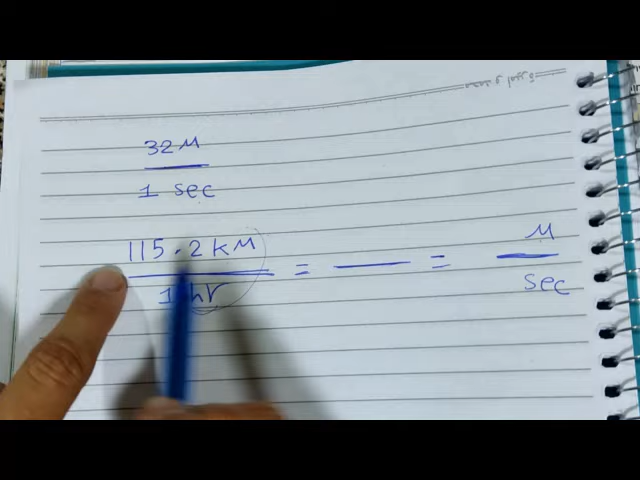 32M
1 sec
115.2 KM
1 hr
= = M
sec